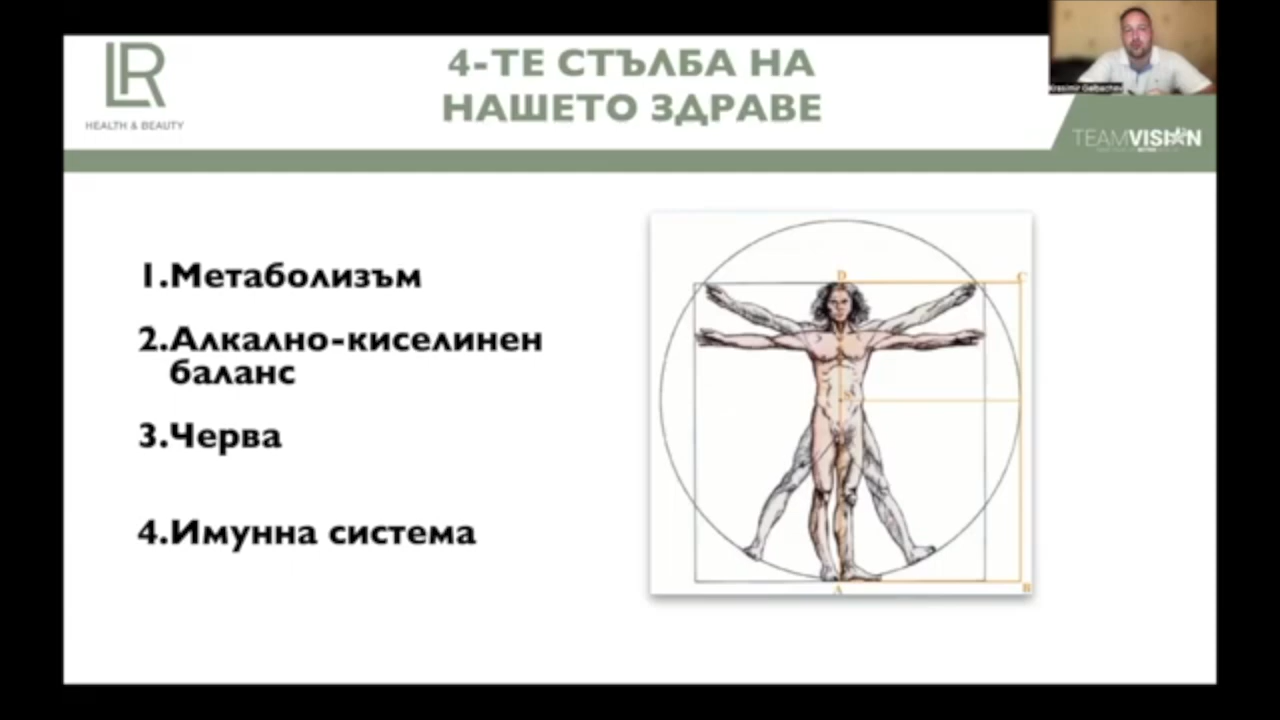 LR
HEALTH & BEAUTY
4-ТЕ СТЪЛБА НА
НАШЕТО ЗДРАВЕ
TEAMVISION
1.Метаболизъм
2.Алкално-киселинен
баланс
3.Черва
4.Имунна система
D
C
A
B